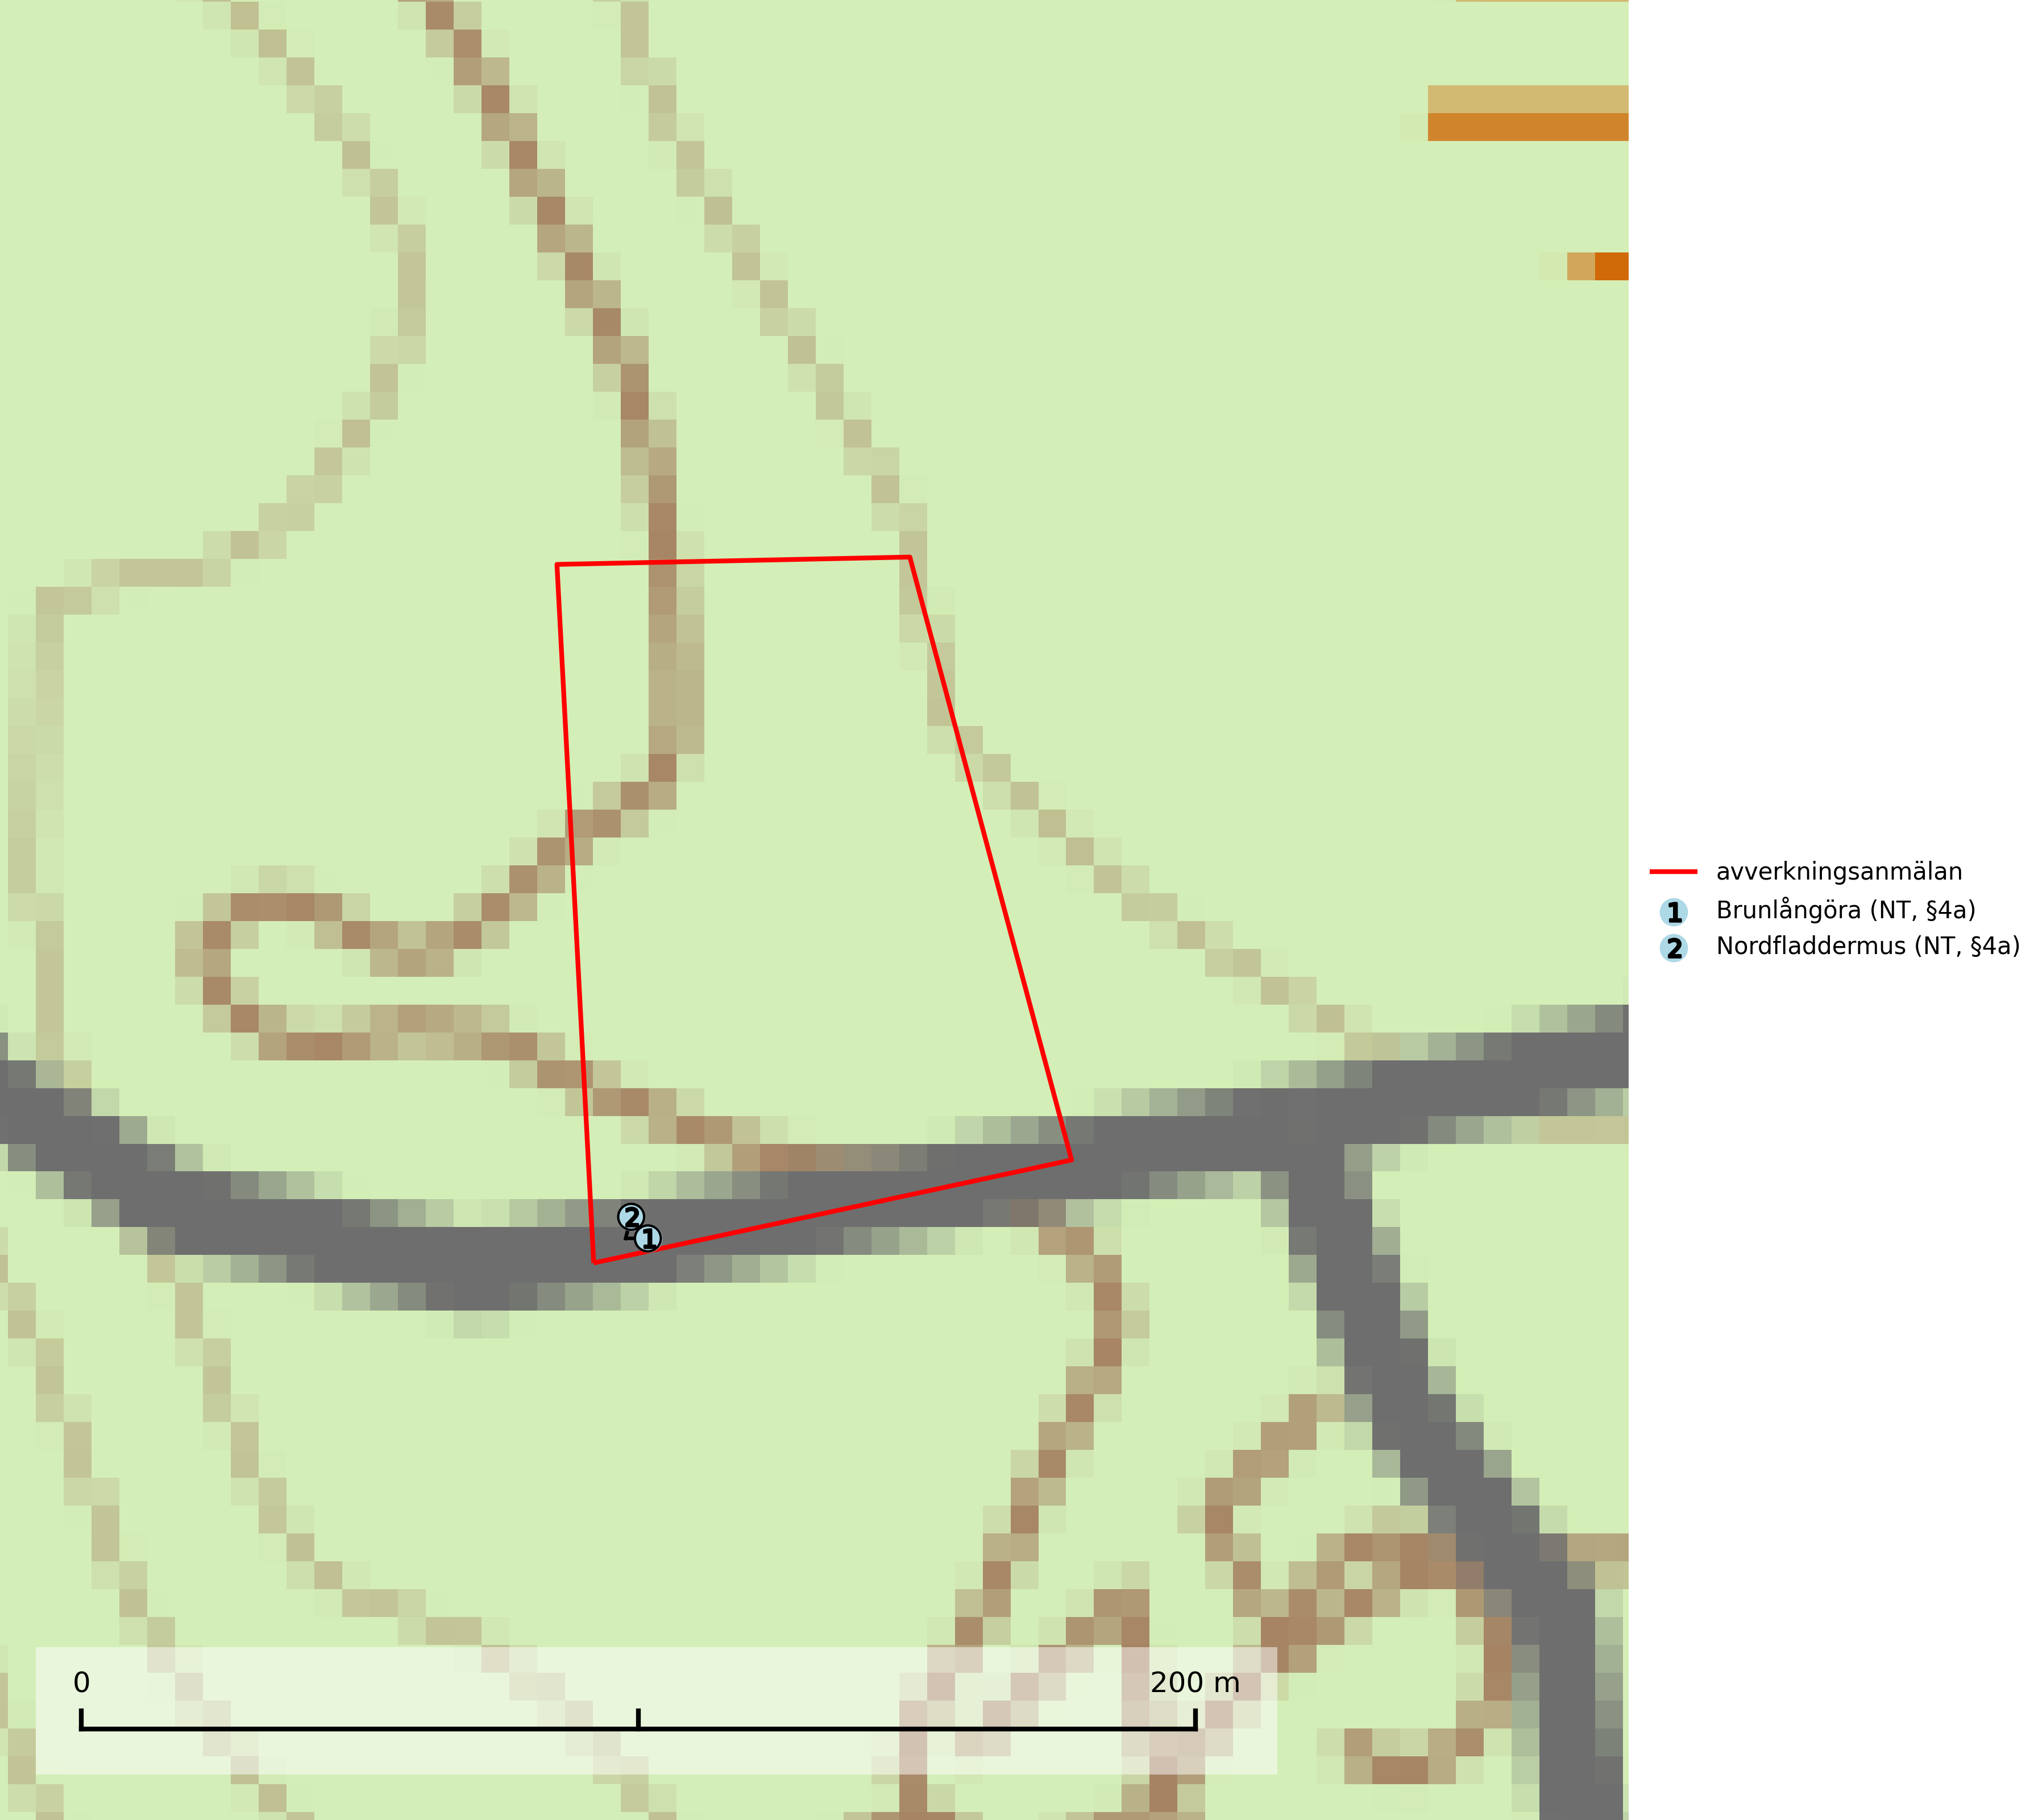 avverkningsanmälan
1 Brunlångöra (NT, §4a)
2 Nordfladdermus (NT, §4a)
2
1
0 200 m